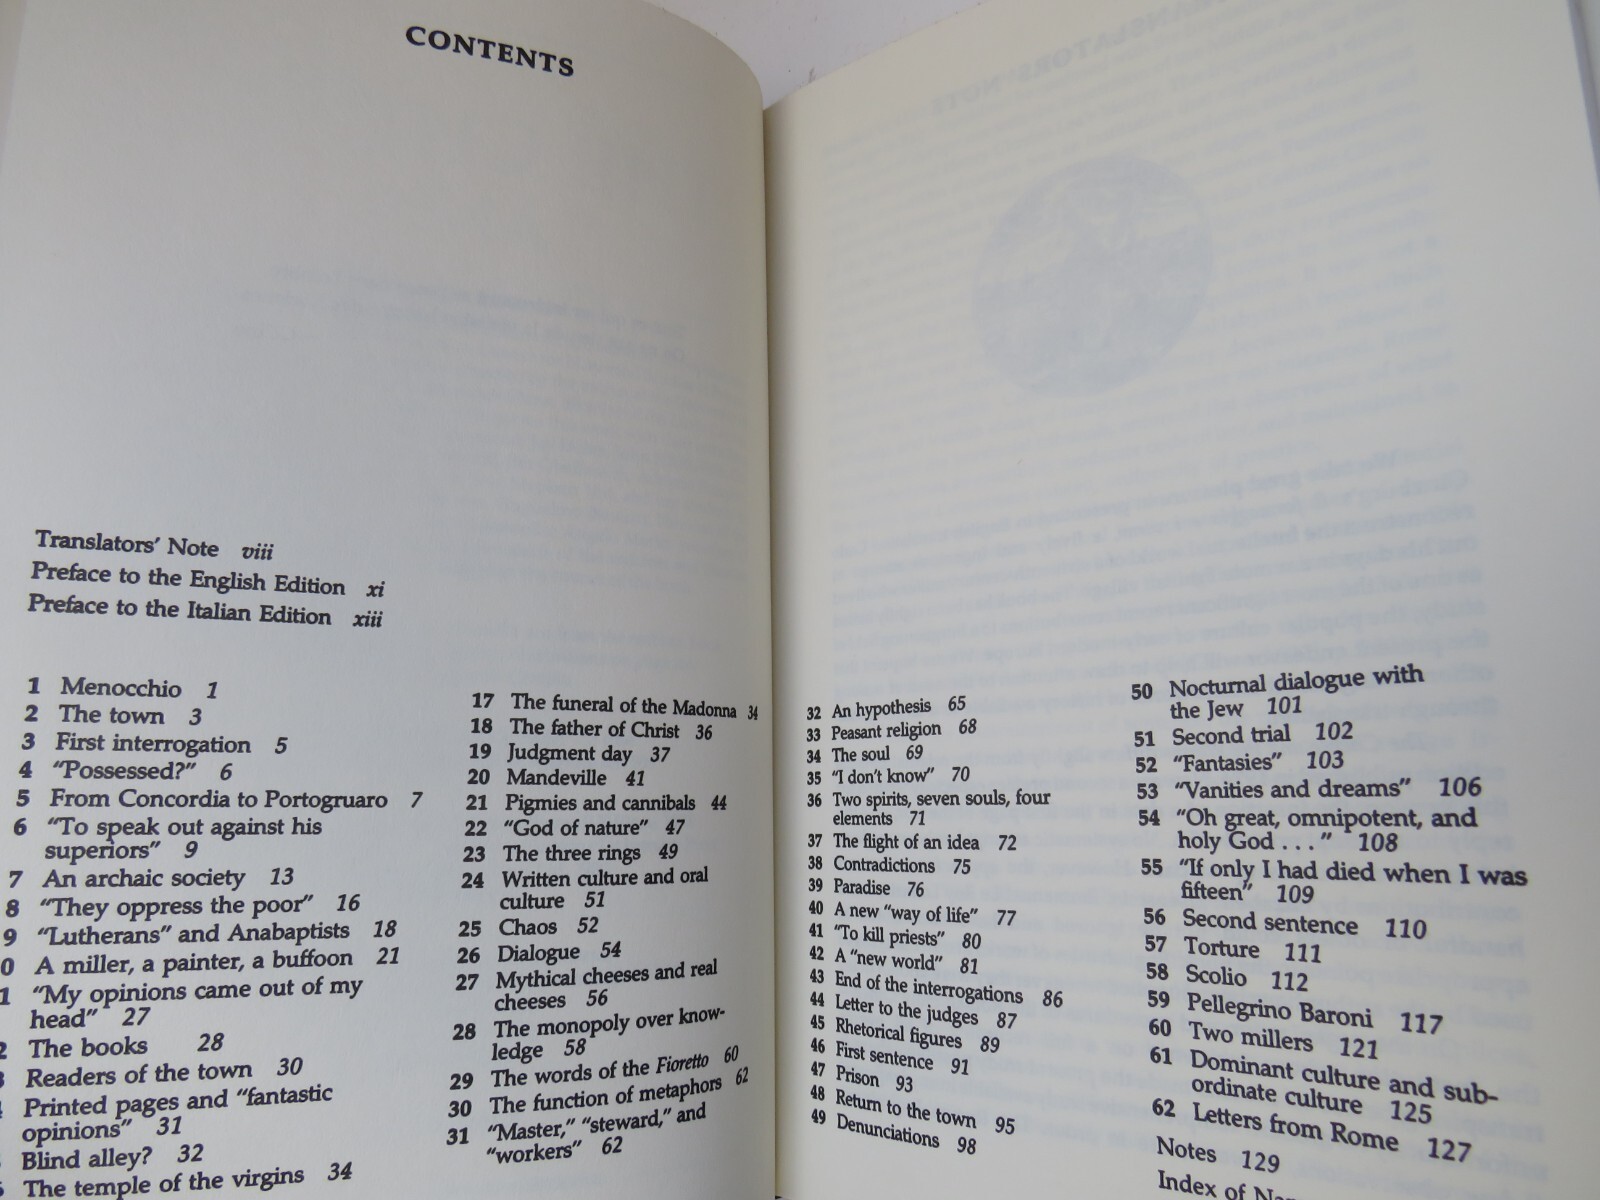 CONTENTS
Translators' Note viii
Preface to the English Edition xi
Preface to the Italian Edition xiii
1 Menocchio 1
2 The town 3
3 First interrogation 5
4 "Possessed?" 6
5 From Concordia to Portogruaro 7
6 "To speak out against his
superiors" 9
7 An archaic society 13
8 "They oppress the poor" 16
9 "Lutherans" and Anabaptists 18
0 A miller, a painter, a buffoon 21
1 "My opinions came out of my
head" 27
2 The books 28
3 Readers of the town 30
4 Printed pages and "fantastic
opinions" 31
Blind alley? 32
6 The temple of the virgins 34
17 The funeral of the Madonna 34
18 The father of Christ 36
19 Judgment day 37
20 Mandeville 41
21 Pigmies and cannibals 44
22 "God of nature" 47
23 The three rings 49
24 Written culture and oral
culture 51
25 Chaos 52
26 Dialogue 54
27 Mythical cheeses and real
cheeses 56
28 The monopoly over know-
ledge 58
29 The words of the Fioretto 60
30 The function of metaphors 62
31 "Master," "steward," and
"workers" 62
32 An hypothesis 65
33 Peasant religion 68
34 The soul 69
35 "I don't know" 70
36 Two spirits, seven souls, four
elements 71
37 The flight of an idea 72
38 Contradictions 75
39 Paradise 76
40 A new "way of life" 77
41 "To kill priests" 80
42 A "new world" 81
43 End of the interrogations 86
44 Letter to the judges 87
45 Rhetorical figures 89
46 First sentence 91
47 Prison 93
48 Return to the town 95
49 Denunciations 98
50 Nocturnal dialogue with
the Jew 101
51 Second trial 102
52 "Fantasies" 103
53 "Vanities and dreams" 106
54 "Oh great, omnipotent, and
holy God . . . " 108
55 "If only I had died when I was
fifteen" 109
56 Second sentence 110
57 Torture 111
58 Scolio 112
59 Pellegrino Baroni 117
60 Two millers 121
61 Dominant culture and sub-
ordinate culture 125
62 Letters from Rome 127
Notes 129
Index of Na